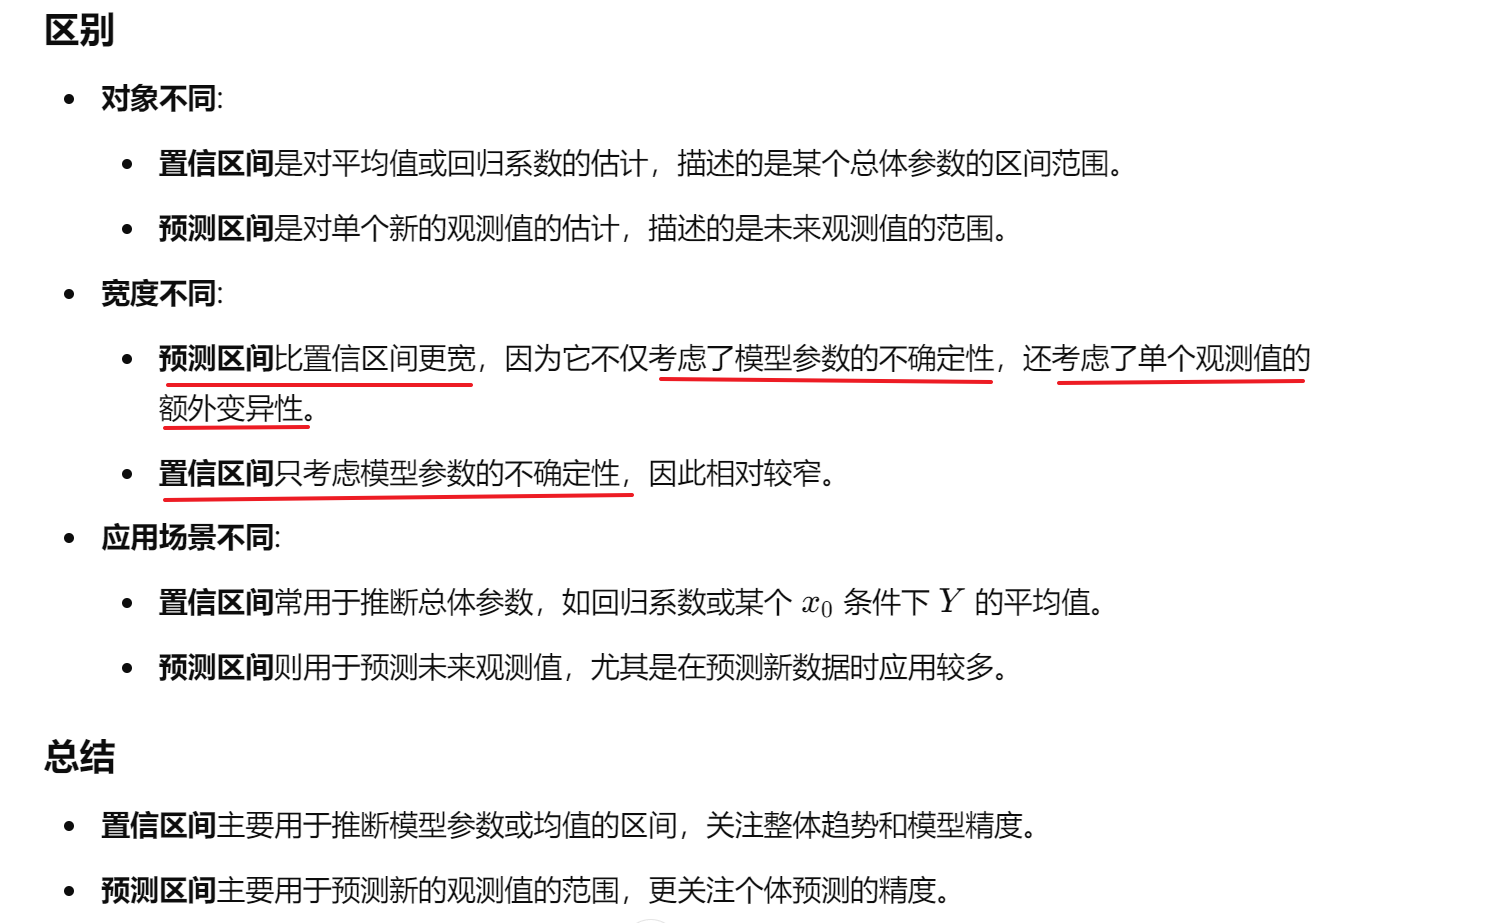 区别
对象不同:
置信区间是对平均值或回归系数的估计，描述的是某个总体参数的区间范围。
预测区间是对单个新的观测值的估计，描述的是未来观测值的范围。
宽度不同:
预测区间比置信区间更宽，因为它不仅考虑了模型参数的不确定性，还考虑了单个观测值的
额外变异性。
置信区间只考虑模型参数的不确定性，因此相对较窄。
应用场景不同:
置信区间常用于推断总体参数，如回归系数或某个 x₀ 条件下 Y 的平均值。
预测区间则用于预测未来观测值，尤其是在预测新数据时应用较多。
总结
置信区间主要用于推断模型参数或均值的区间，关注整体趋势和模型精度。
预测区间主要用于预测新的观测值的范围，更关注个体预测的精度。